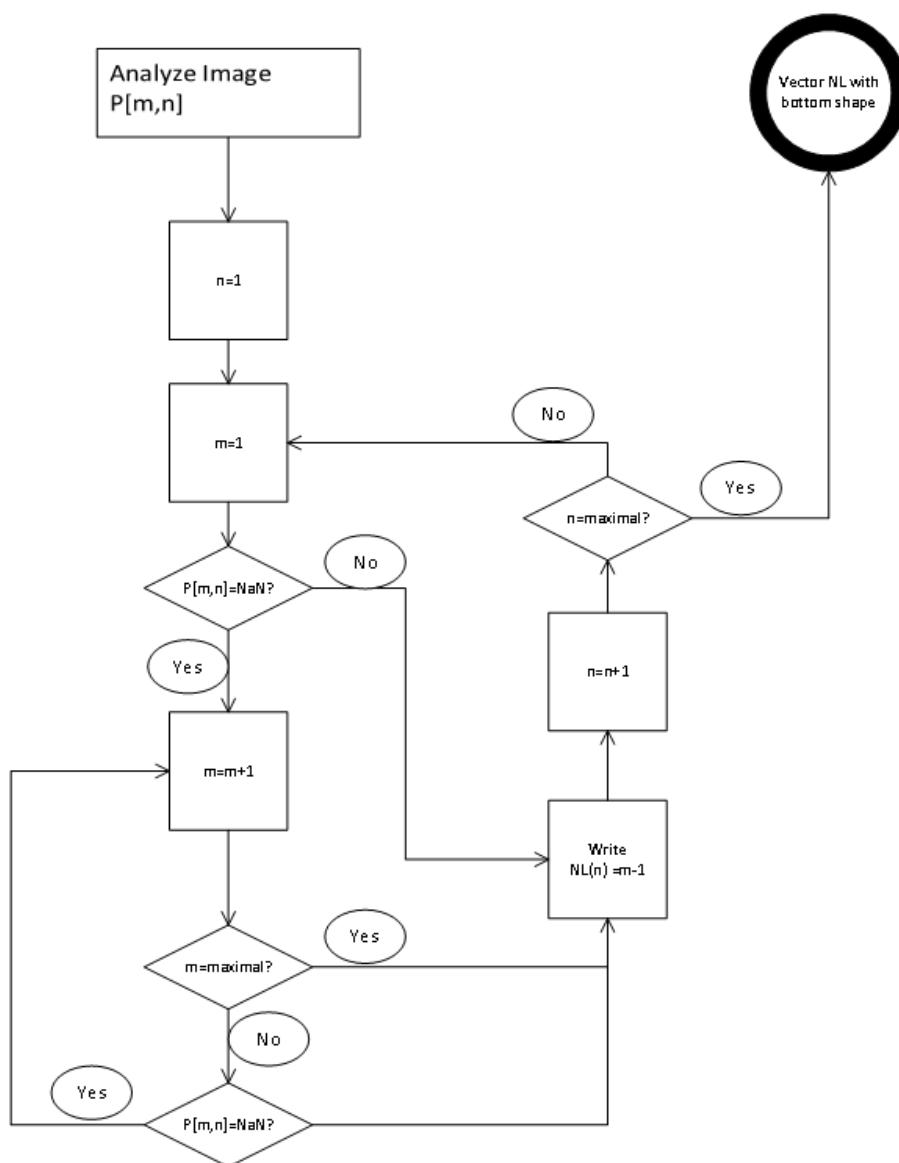 Analyze Image
P[m,n]
Vector NL with
bottom shape
n=1
m=1
No
n=maximal?
Yes
P[m,n]=NaN?
No
Yes
n=n+1
m=m+1
Write
NL(n) =m-1
Yes
m=maximal?
No
Yes
P[m,n]=NaN?